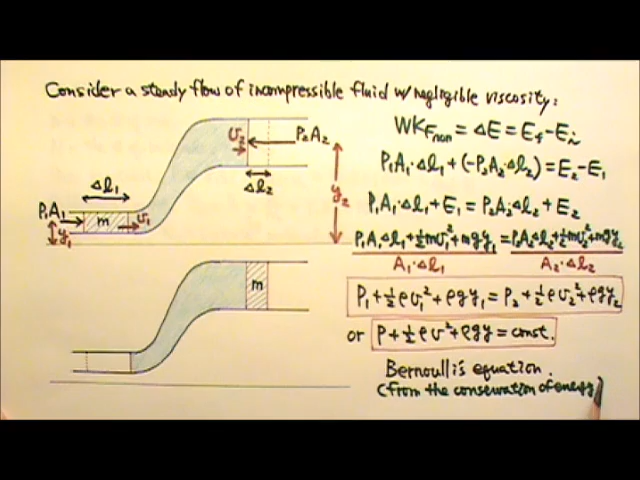 Consider a steady flow of incompressible fluid w/negligible viscosity:
WK_Fnon = ΔE = E_f - E_i
P₁A₁·Δl₁ + (-P₂A₂·Δl₂) = E₂ - E₁
P₁A₁·Δl₁ + E₁ = P₂A₂·Δl₂ + E₂
P₁A₁Δl₁ + ½mv₁² + mgy₁ = P₂A₂Δl₂ + ½mv₂² + mgy₂
A₁·Δl₁ A₂·Δl₂
P₁ + ½ρv₁² + ρgy₁ = P₂ + ½ρv₂² + ρgy₂
or P + ½ρv² + ρgy = const.
Bernoulli's equation.
(From the conservation of energy
v₂
P₂A₂
Δl₂
y₂
Δl₁
P₁A₁
m
v₁
y₁
m